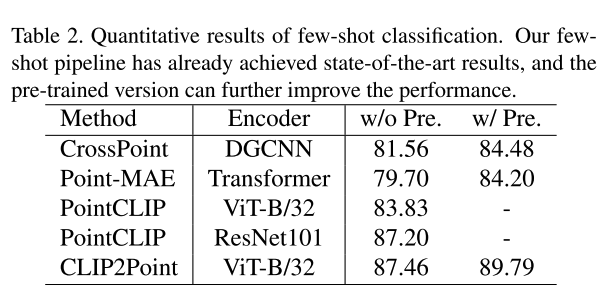 Table 2. Quantitative results of few-shot classification. Our few-
shot pipeline has already achieved state-of-the-art results, and the
pre-trained version can further improve the performance.
Method Encoder w/o Pre. w/ Pre.
CrossPoint DGCNN 81.56 84.48
Point-MAE Transformer 79.70 84.20
PointCLIP ViT-B/32 83.83 -
PointCLIP ResNet101 87.20 -
CLIP2Point ViT-B/32 87.46 89.79